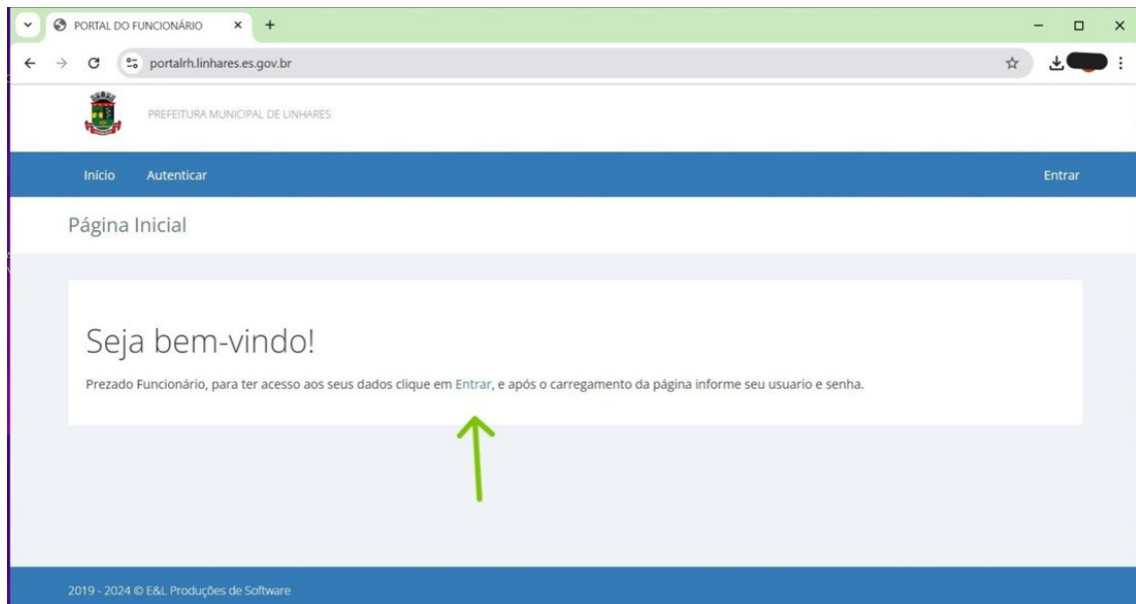 PORTAL DO FUNCIONÁRIO
portalrh.linhares.es.gov.br
PREFEITURA MUNICIPAL DE LINHARES
Início Autenticar Entrar
Página Inicial
Seja bem-vindo!
Prezado Funcionário, para ter acesso aos seus dados clique em Entrar, e após o carregamento da página informe seu usuario e senha.
2019 - 2024 © E&L Produções de Software